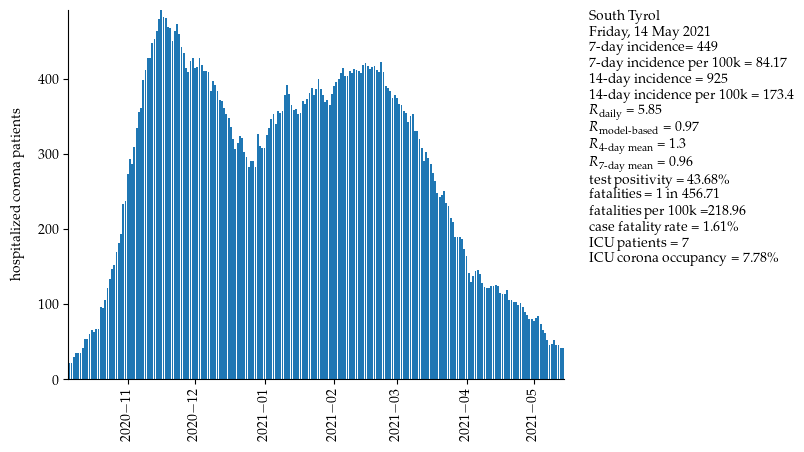 South Tyrol
Friday, 14 May 2021
7-day incidence= 449
7-day incidence per 100k = 84.17
14-day incidence = 925
14-day incidence per 100k = 173.4
R_daily = 5.85
R_model-based = 0.97
R_4-day mean = 1.3
R_7-day mean = 0.96
test positivity = 43.68%
fatalities = 1 in 456.71
fatalities per 100k =218.96
case fatality rate = 1.61%
ICU patients = 7
ICU corona occupancy = 7.78%
hospitalized corona patients
400
300
200
100
0
2020−11
2020−12
2021−01
2021−02
2021−03
2021−04
2021−05